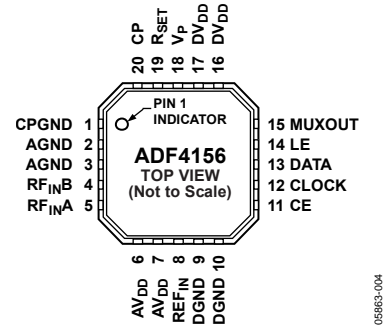 20 CP
19 RSET
18 VP
17 DVDD
16 DVDD
PIN 1
INDICATOR
CPGND 1
AGND 2
AGND 3
RFINB 4
RFINA 5
ADF4156
TOP VIEW
(Not to Scale)
15 MUXOUT
14 LE
13 DATA
12 CLOCK
11 CE
AVDD 6
AVDD 7
REFIN 8
DGND 9
DGND 10
05863-004